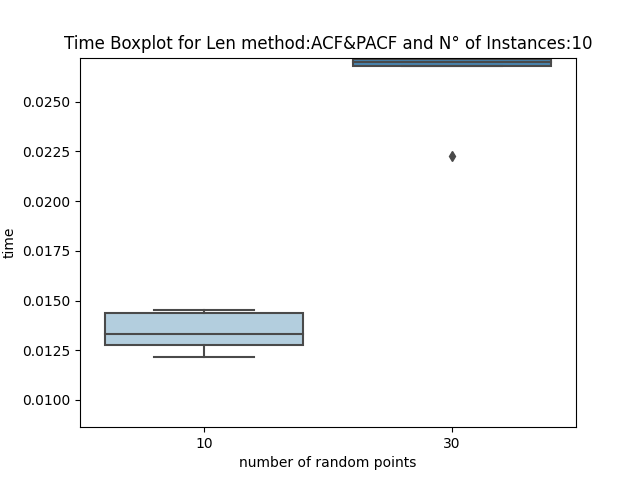 Time Boxplot for Len method:ACF&PACF and N° of Instances:10
0.0250
0.0225
0.0200
0.0175
0.0150
0.0125
0.0100
time
10 30
number of random points